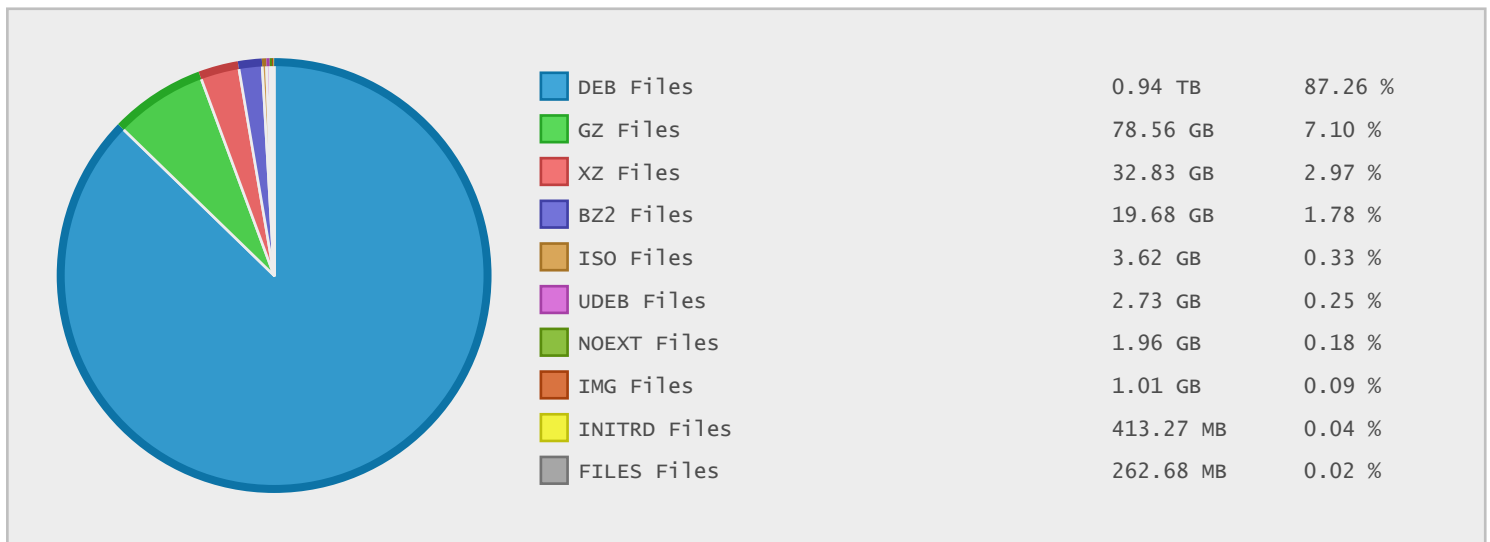 DEB Files 0.94 TB 87.26 %
GZ Files 78.56 GB 7.10 %
XZ Files 32.83 GB 2.97 %
BZ2 Files 19.68 GB 1.78 %
ISO Files 3.62 GB 0.33 %
UDEB Files 2.73 GB 0.25 %
NOEXT Files 1.96 GB 0.18 %
IMG Files 1.01 GB 0.09 %
INITRD Files 413.27 MB 0.04 %
FILES Files 262.68 MB 0.02 %